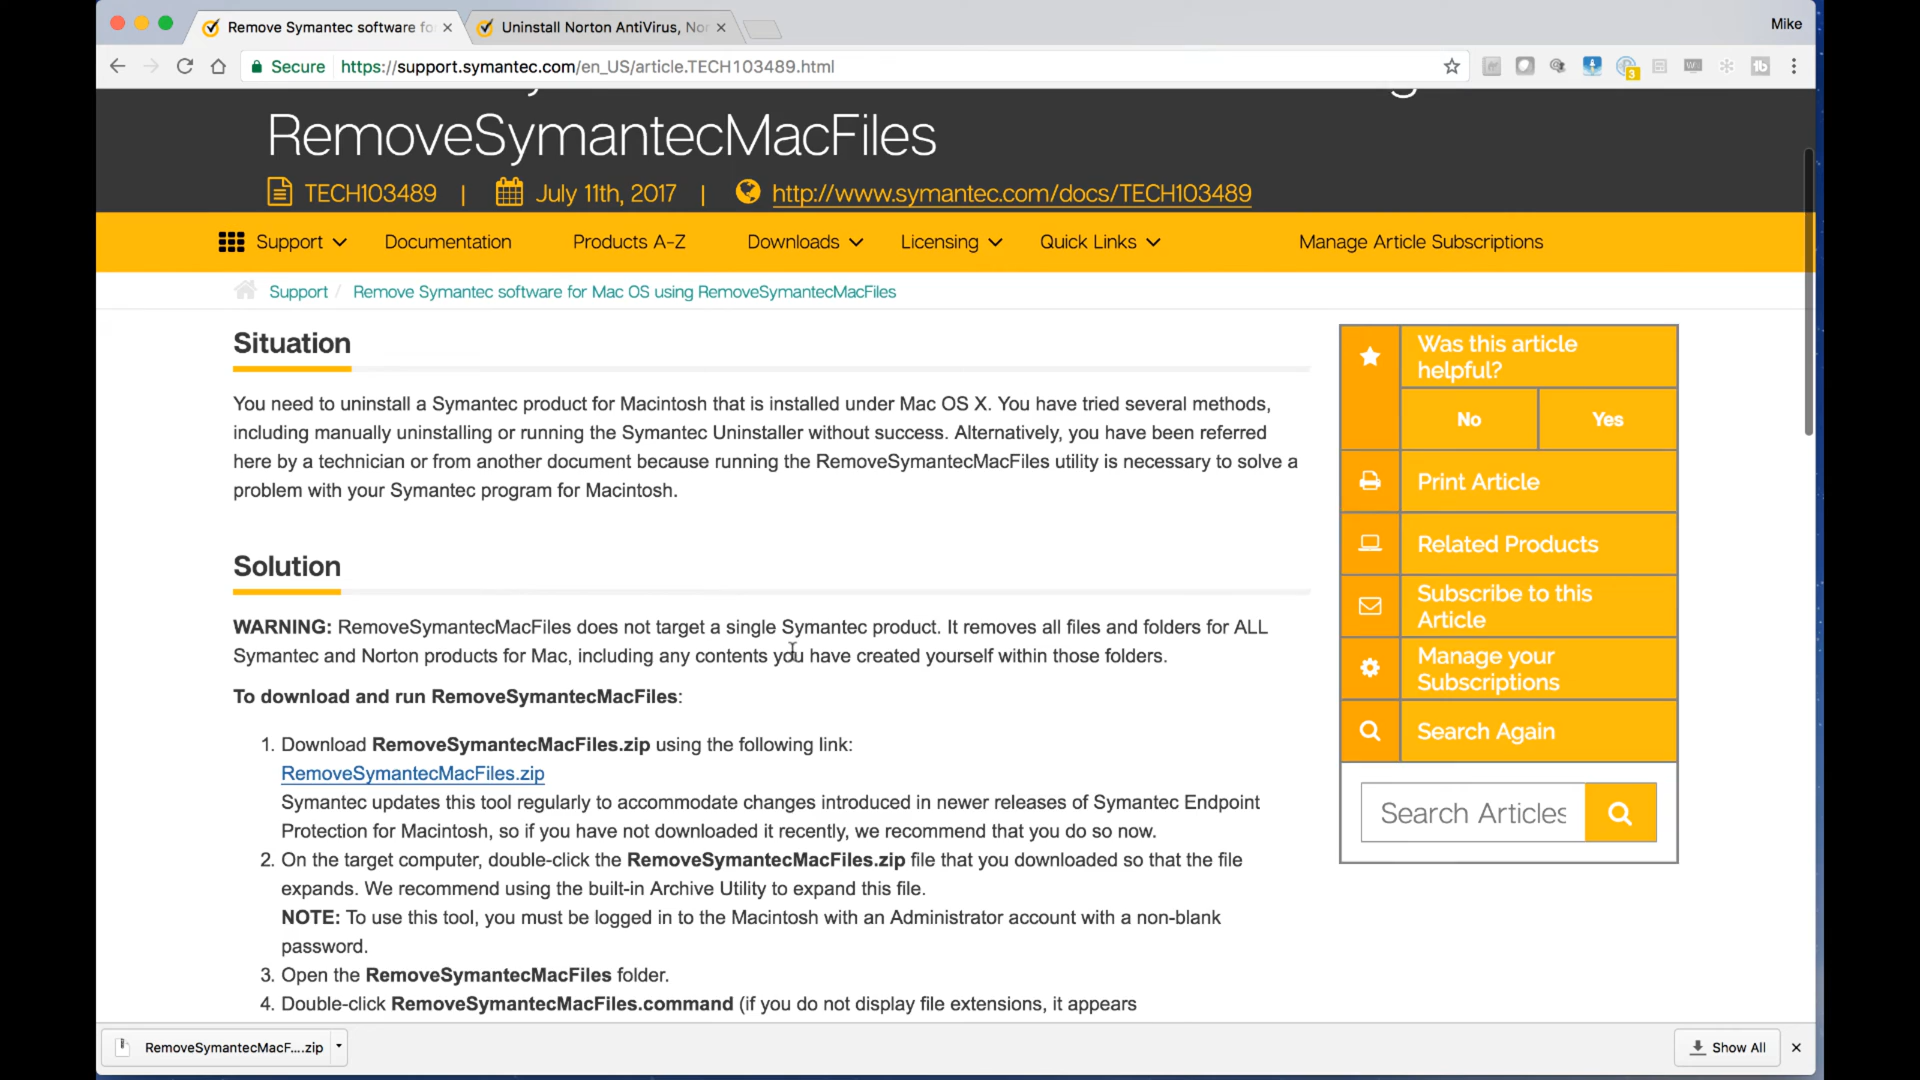 Remove Symantec software fo
Uninstall Norton AntiVirus, Nor
Mike
Secure
https://support.symantec.com/en_US/article.TECH103489.html
3
RemoveSymantecMacFiles
TECH103489 | July 11th, 2017 | http://www.symantec.com/docs/TECH103489
Support Documentation Products A-Z Downloads Licensing Quick Links Manage Article Subscriptions
Support / Remove Symantec software for Mac OS using RemoveSymantecMacFiles
Situation
You need to uninstall a Symantec product for Macintosh that is installed under Mac OS X. You have tried several methods,
including manually uninstalling or running the Symantec Uninstaller without success. Alternatively, you have been referred
here by a technician or from another document because running the RemoveSymantecMacFiles utility is necessary to solve a
problem with your Symantec program for Macintosh.
Solution
WARNING: RemoveSymantecMacFiles does not target a single Symantec product. It removes all files and folders for ALL
Symantec and Norton products for Mac, including any contents you have created yourself within those folders.
To download and run RemoveSymantecMacFiles:
1. Download RemoveSymantecMacFiles.zip using the following link:
RemoveSymantecMacFiles.zip
Symantec updates this tool regularly to accommodate changes introduced in newer releases of Symantec Endpoint
Protection for Macintosh, so if you have not downloaded it recently, we recommend that you do so now.
2. On the target computer, double-click the RemoveSymantecMacFiles.zip file that you downloaded so that the file
expands. We recommend using the built-in Archive Utility to expand this file.
NOTE: To use this tool, you must be logged in to the Macintosh with an Administrator account with a non-blank
password.
3. Open the RemoveSymantecMacFiles folder.
4. Double-click RemoveSymantecMacFiles.command (if you do not display file extensions, it appears
Was this article
helpful?
No Yes
Print Article
Related Products
Subscribe to this
Article
Manage your
Subscriptions
Search Again
Search Articles
RemoveSymantecMacF....zip
Show All